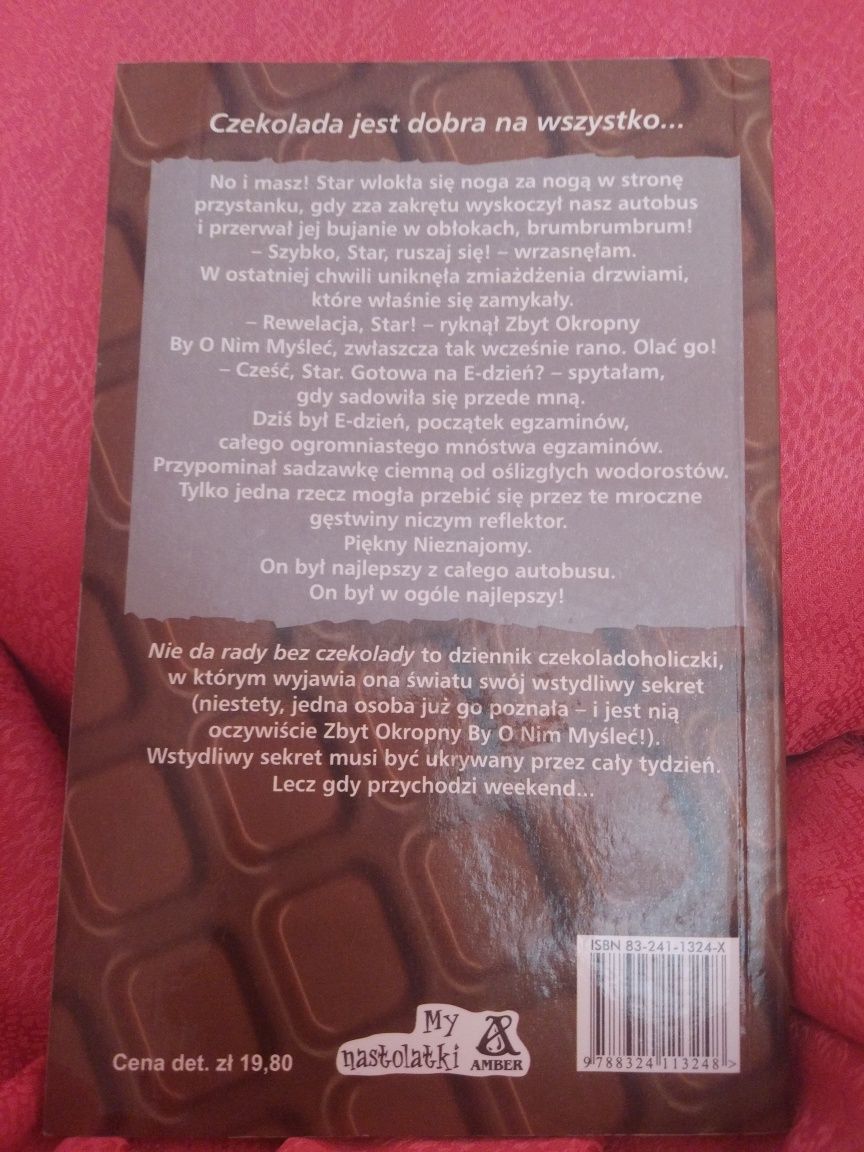 Czekolada jest dobra na wszystko...
No i masz! Star wlokła się noga za nogą w stronę
przystanku, gdy zza zakrętu wyskoczył nasz autobus
i przerwał jej bujanie w obłokach, brumbrumbrum!
– Szybko, Star, ruszaj się! – wrzasnęłam.
W ostatniej chwili uniknęła zmiażdżenia drzwiami,
które właśnie się zamykały.
– Rewelacja, Star! – ryknął Zbyt Okropny
By O Nim Myśleć, zwłaszcza tak wcześnie rano. Olać go!
– Cześć, Star. Gotowa na E-dzień? – spytałam,
gdy sadowiła się przede mną.
Dziś był E-dzień, początek egzaminów,
całego ogromniastego mnóstwa egzaminów.
Przypominał sadzawkę ciemną od oślizgłych wodorostów.
Tylko jedna rzecz mogła przebić się przez te mroczne
gęstwiny niczym reflektor.
Piękny Nieznajomy.
On był najlepszy z całego autobusu.
On był w ogóle najlepszy!
Nie da rady bez czekolady to dziennik czekoladoholiczki,
w którym wyjawia ona światu swój wstydliwy sekret
(niestety, jedna osoba już go poznała – i jest nią
oczywiście Zbyt Okropny By O Nim Myśleć!).
Wstydliwy sekret musi być ukrywany przez cały tydzień.
Lecz gdy przychodzi weekend...
ISBN 83-241-1324-X
9 788324 113248 >
My
nastolatki
AMBER
Cena det. zł 19,80